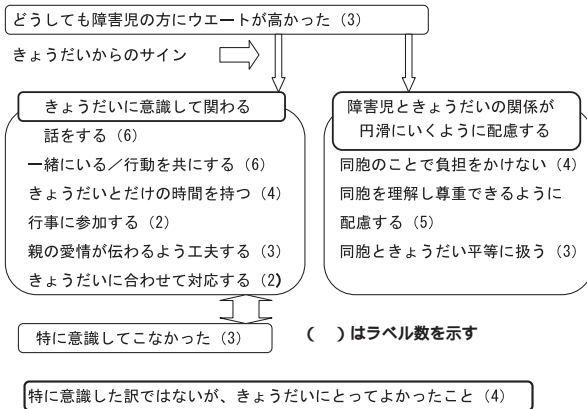 どうしても障害児の方にウエートが高かった（3）
きょうだいからのサイン
きょうだいに意識して関わる
話をする（6）
一緒にいる／行動を共にする（6）
きょうだいとだけの時間を持つ（4）
行事に参加する（2）
親の愛情が伝わるよう工夫する（3）
きょうだいに合わせて対応する（2）
障害児ときょうだいの関係が
円滑にいくように配慮する
同胞のことで負担をかけない（4）
同胞を理解し尊重できるように
配慮する（5）
同胞ときょうだい平等に扱う（3）
特に意識してこなかった（3）
（　）はラベル数を示す
特に意識した訳ではないが、きょうだいにとってよかったこと（4）